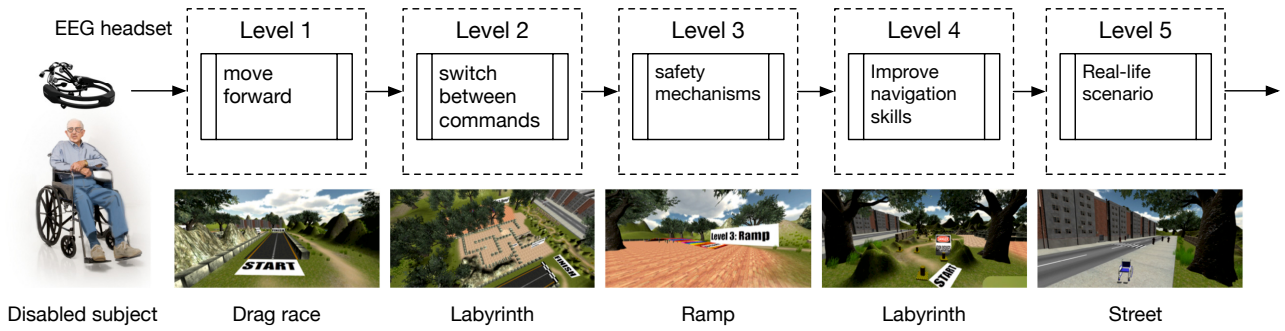 EEG headset
Level 1
move
forward
Level 2
switch
between
commands
Level 3
safety
mechanisms
Level 4
Improve
navigation
skills
Level 5
Real-life
scenario
START
FINISH
Level 3: Ramp
START
Disabled subject
Drag race
Labyrinth
Ramp
Labyrinth
Street